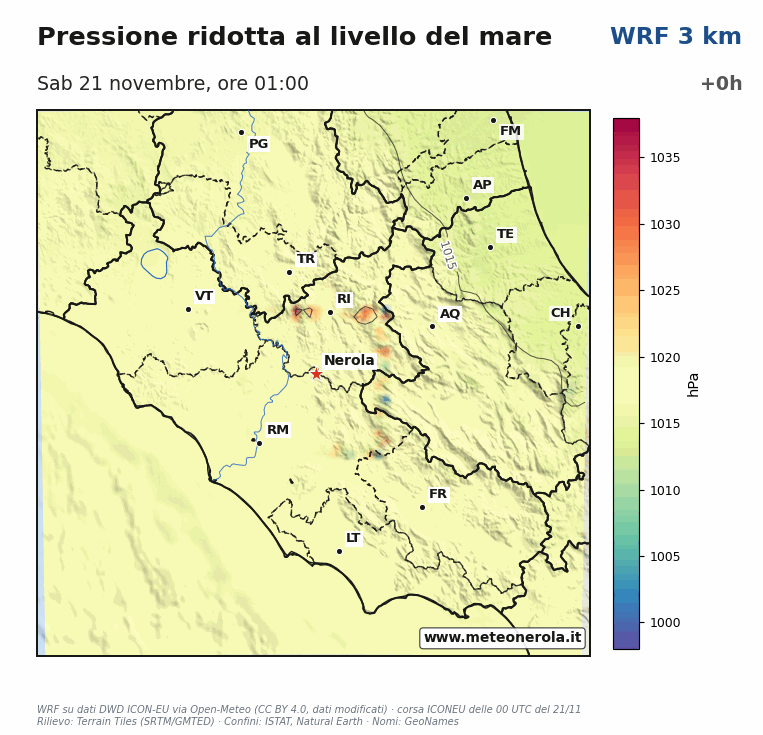 Pressione ridotta al livello del mare
WRF 3 km
Sab 21 novembre, ore 01:00
+0h
FM
PG
AP
TE
1015
TR
VT
RI
AQ
CH
Nerola
RM
FR
LT
www.meteonerola.it
1035
1030
1025
1020
1015
1010
1005
1000
hPa
WRF su dati DWD ICON-EU via Open-Meteo (CC BY 4.0, dati modificati) · corsa ICONEU delle 00 UTC del 21/11
Rilievo: Terrain Tiles (SRTM/GMTED) · Confini: ISTAT, Natural Earth · Nomi: GeoNames